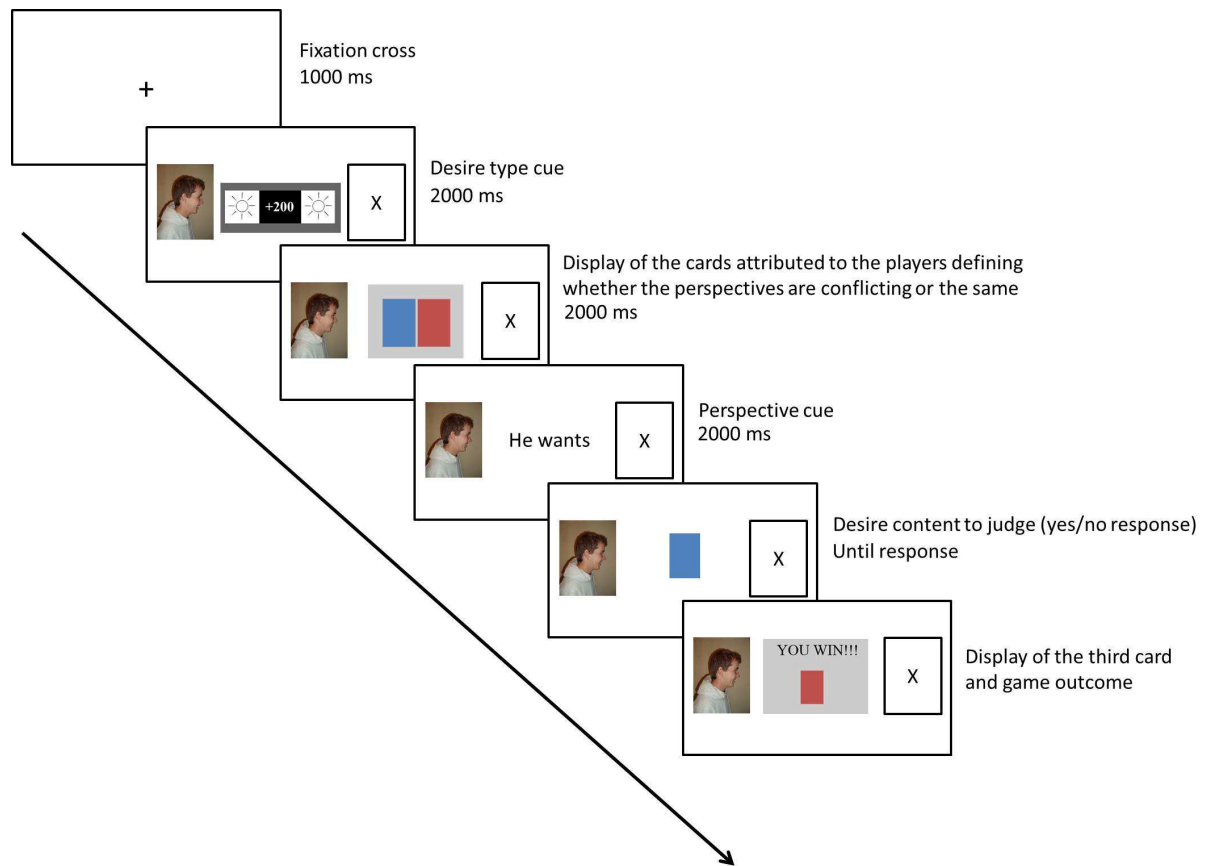 Fixation cross
1000 ms
+
Desire type cue
2000 ms
+200
X
Display of the cards attributed to the players defining
whether the perspectives are conflicting or the same
2000 ms
X
Perspective cue
2000 ms
He wants
X
Desire content to judge (yes/no response)
Until response
X
YOU WIN!!!
X
Display of the third card
and game outcome